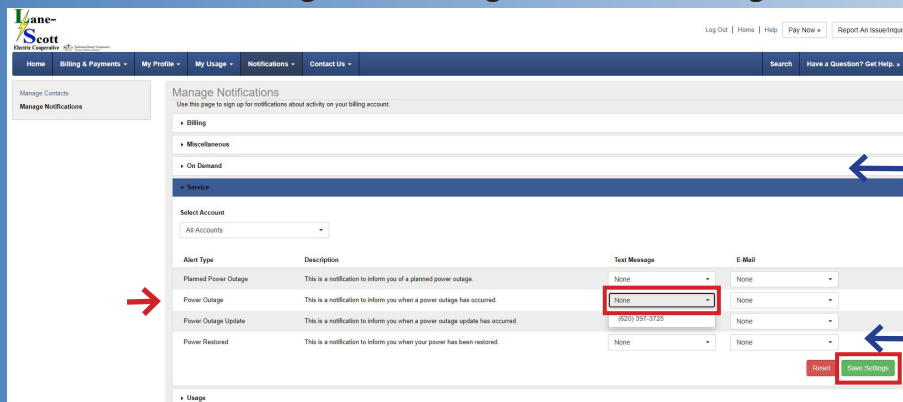 Lane-
Scott
Electric Cooperative
Log Out | Home | Help Pay Now » Report An Issue/Inqui
Home Billing & Payments My Profile My Usage Notifications Contact Us Search Have a Question? Get Help. »
Manage Contacts
Manage Notifications
Manage Notifications
Use this page to sign up for notifications about activity on your billing account.
Billing
Miscellaneous
On Demand
Service
Select Account
All Accounts
Alert Type Description Text Message E-Mail
Planned Power Outage This is a notification to inform you of a planned power outage. None None
Power Outage This is a notification to inform you when a power outage has occurred. None None
Power Outage Update This is a notification to inform you when a power outage update has occurred. (620) 397-3725 None
Power Restored This is a notification to inform you when your power has been restored. None None
Reset Save Settings
Usage